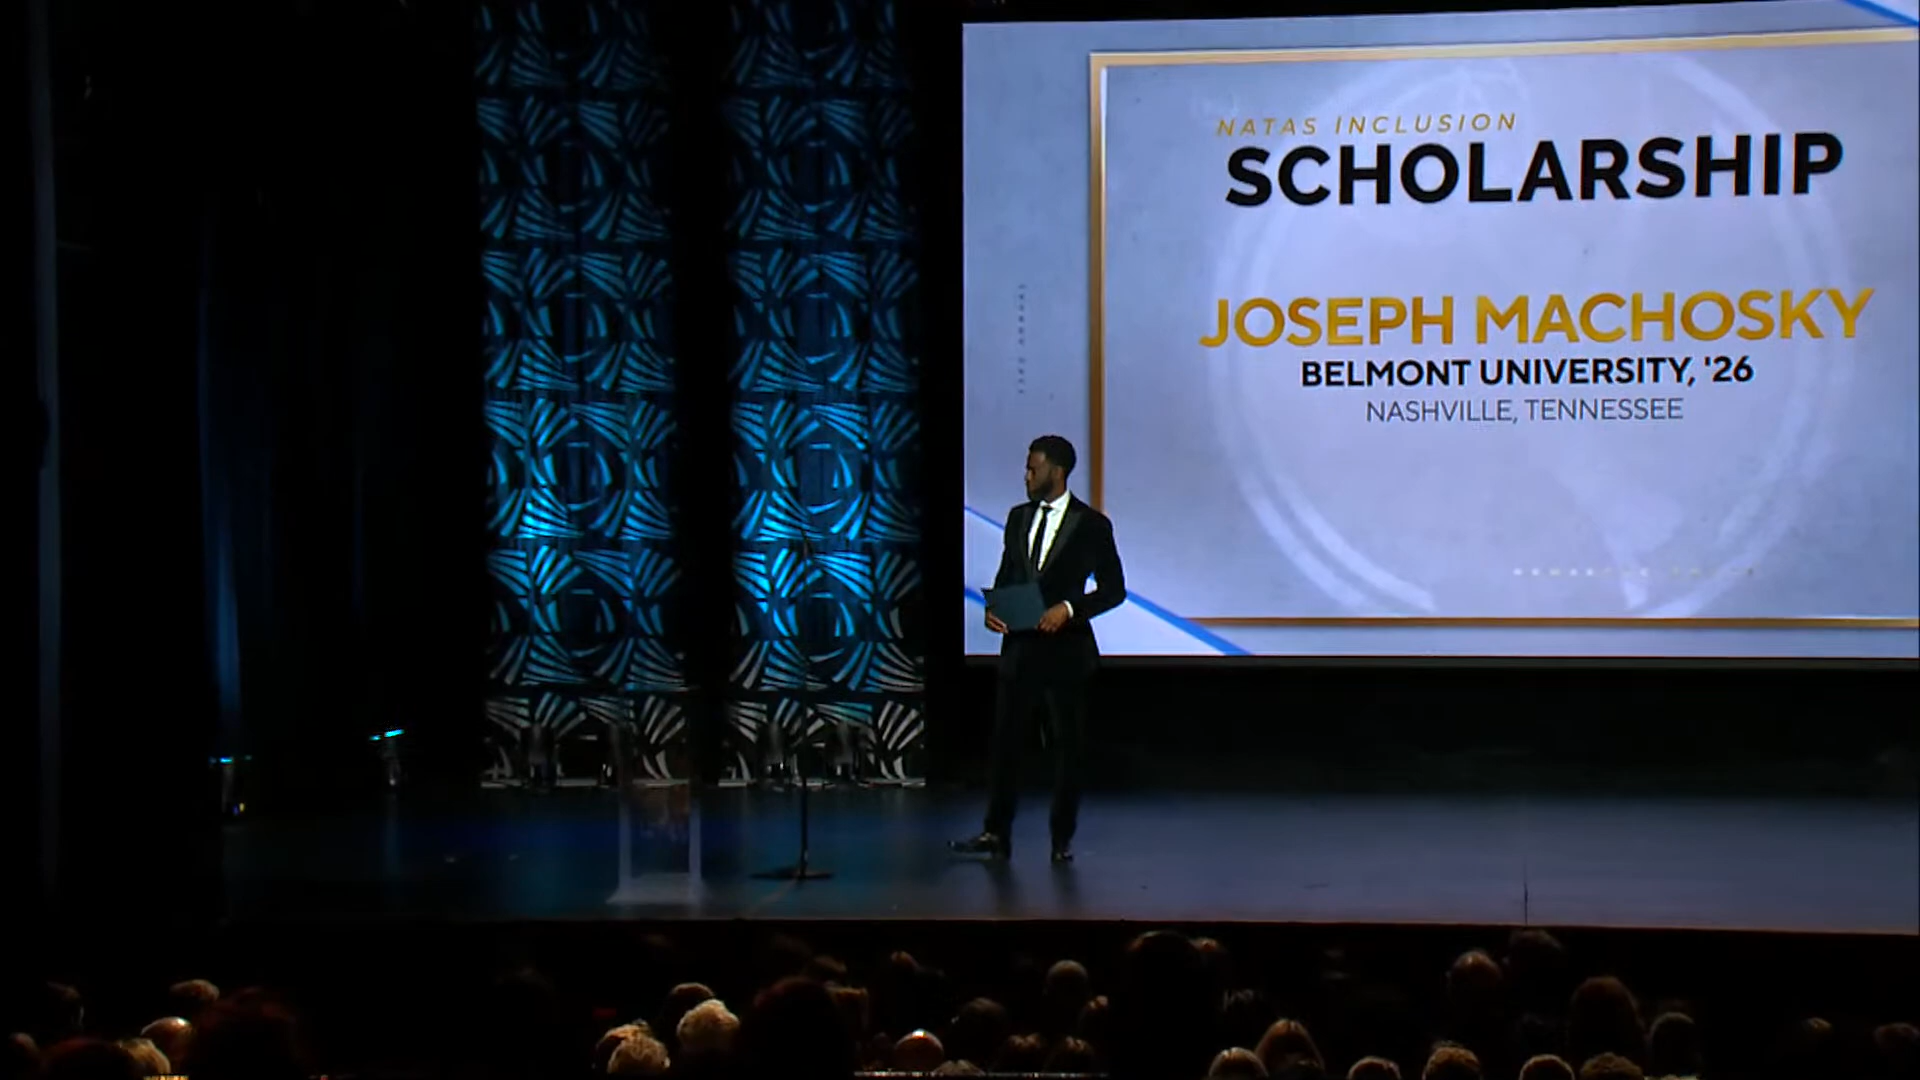 NATAS INCLUSION
SCHOLARSHIP
JOSEPH MACHOSKY
BELMONT UNIVERSITY, '26
NASHVILLE, TENNESSEE